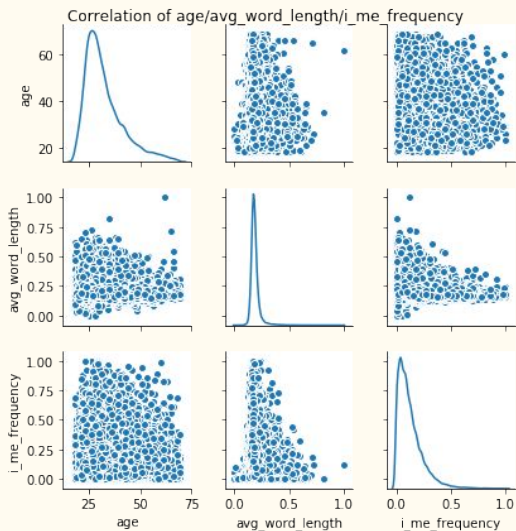 Correlation of age/avg_word_length/i_me_frequency
60
40
20
age
1.00
0.75
0.50
0.25
0.00
avg_word_length
1.00
0.75
0.50
0.25
0.00
i_me_frequency
25 50 75
age
0.0 0.5 1.0
avg_word_length
0.0 0.5 1.0
i_me_frequency